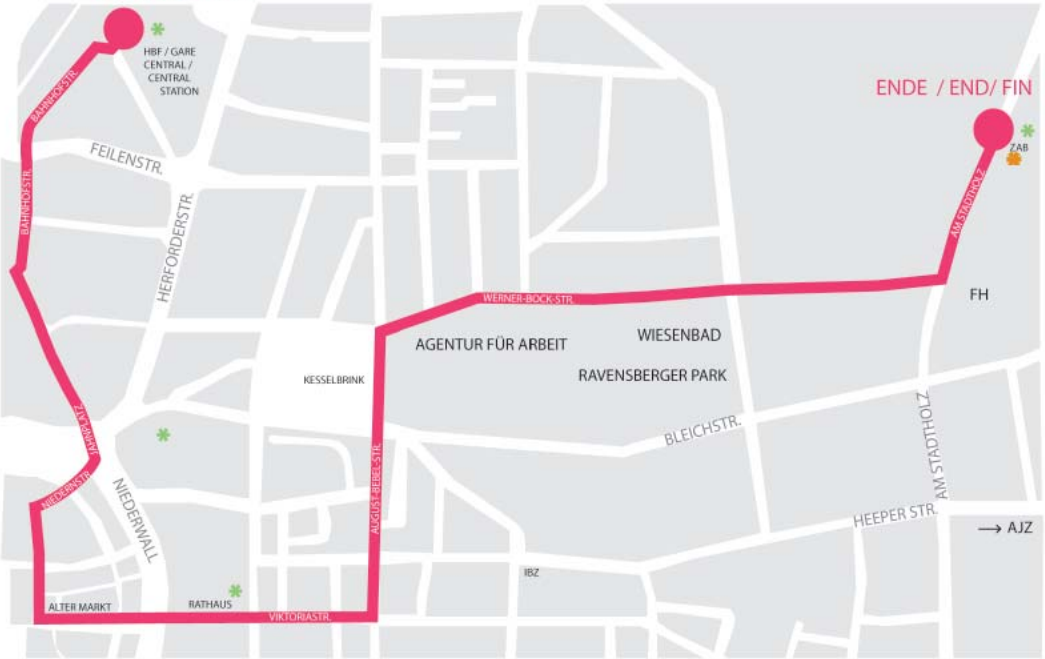 HBF / GARE
CENTRAL /
CENTRAL
STATION
ENDE / END/ FIN
ZAB
BAHNHOFSTR.
FEILENSTR.
BAHNHOFSTR.
HERFORDERSTR.
AM STADTHOLZ
FH
WERNER-BOCK-STR.
AGENTUR FÜR ARBEIT
WIESENBAD
RAVENSBERGER PARK
KESSELBRINK
JAHNPLATZ
BLEICHSTR.
AM STADTHOLZ
NIEDERNSTR.
NIEDERWALL
AUGUST-BEBEL-STR.
HEEPER STR.
→ AJZ
IBZ
ALTER MARKT
RATHAUS
VIKTORIASTR.